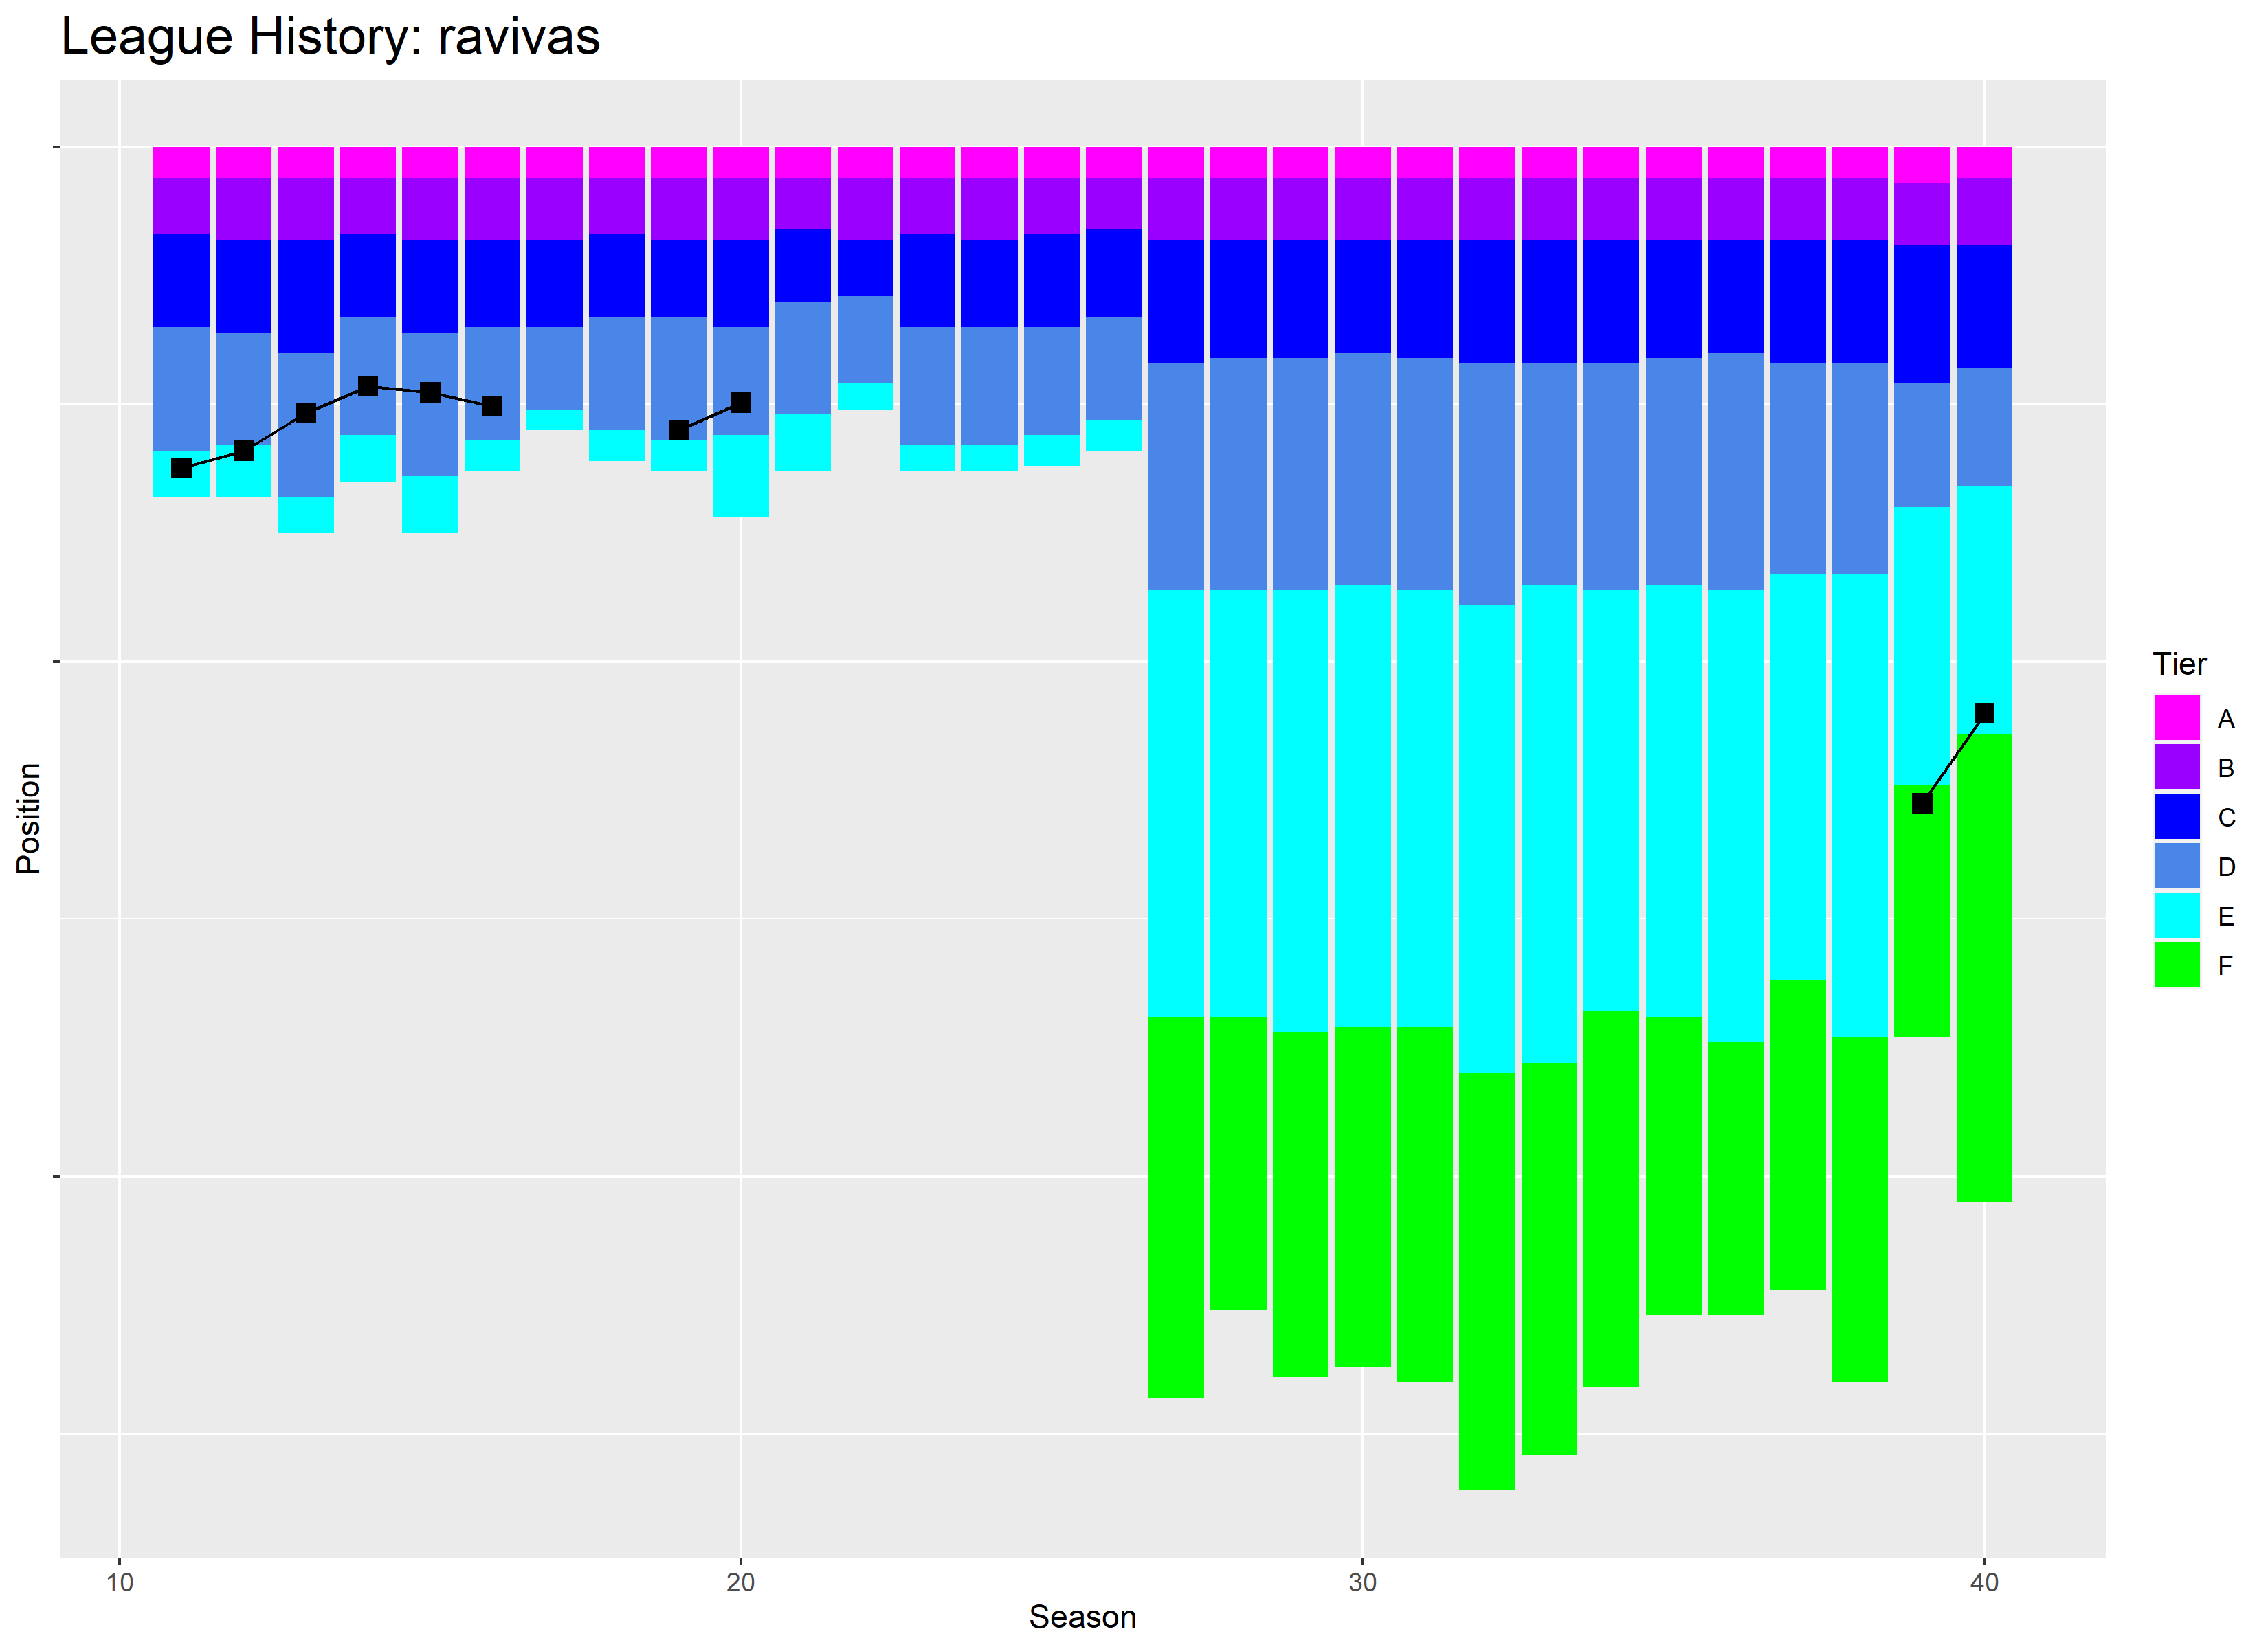 League History: ravivas
Position
10
20
30
40
Season
Tier
A
B
C
D
E
F